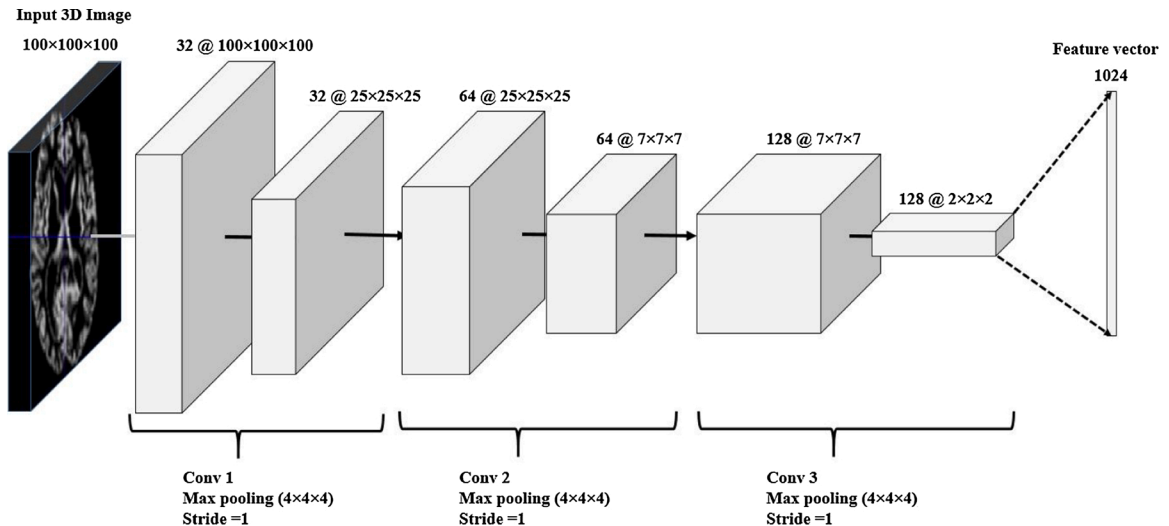 Input 3D Image
100×100×100
32 @ 100×100×100
32 @ 25×25×25
64 @ 25×25×25
64 @ 7×7×7
128 @ 7×7×7
128 @ 2×2×2
Feature vector
1024
Conv 1
Max pooling (4×4×4)
Stride =1
Conv 2
Max pooling (4×4×4)
Stride =1
Conv 3
Max pooling (4×4×4)
Stride =1